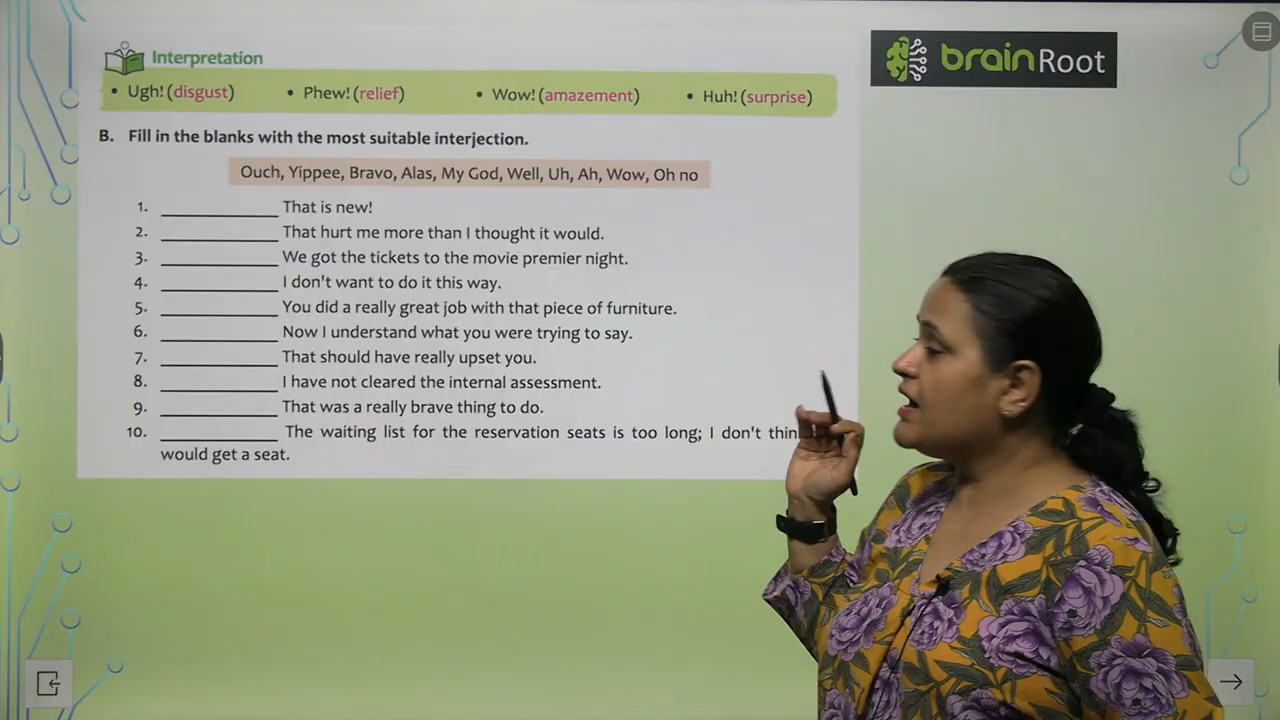 Interpretation
brainRoot
• Ugh! (disgust) • Phew! (relief) • Wow! (amazement) • Huh! (surprise)
B. Fill in the blanks with the most suitable interjection.
Ouch, Yippee, Bravo, Alas, My God, Well, Uh, Ah, Wow, Oh no
1. ____________ That is new!
2. ____________ That hurt me more than I thought it would.
3. ____________ We got the tickets to the movie premier night.
4. ____________ I don't want to do it this way.
5. ____________ You did a really great job with that piece of furniture.
6. ____________ Now I understand what you were trying to say.
7. ____________ That should have really upset you.
8. ____________ I have not cleared the internal assessment.
9. ____________ That was a really brave thing to do.
10. ____________ The waiting list for the reservation seats is too long; I don't
would get a seat.